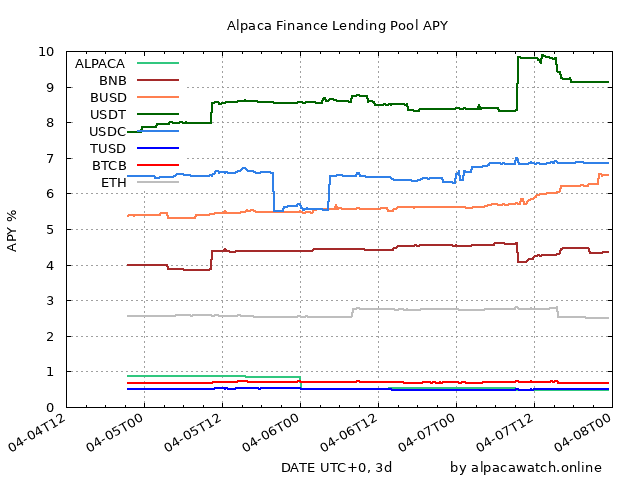 Alpaca Finance Lending Pool APY
10
9
8
7
6
5
4
3
2
1
0
APY %
ALPACA
BNB
BUSD
USDT
USDC
TUSD
BTCB
ETH
04-04T12
04-05T00
04-05T12
04-06T00
04-06T12
04-07T00
04-07T12
04-08T00
DATE UTC+0, 3d
by alpacawatch.online